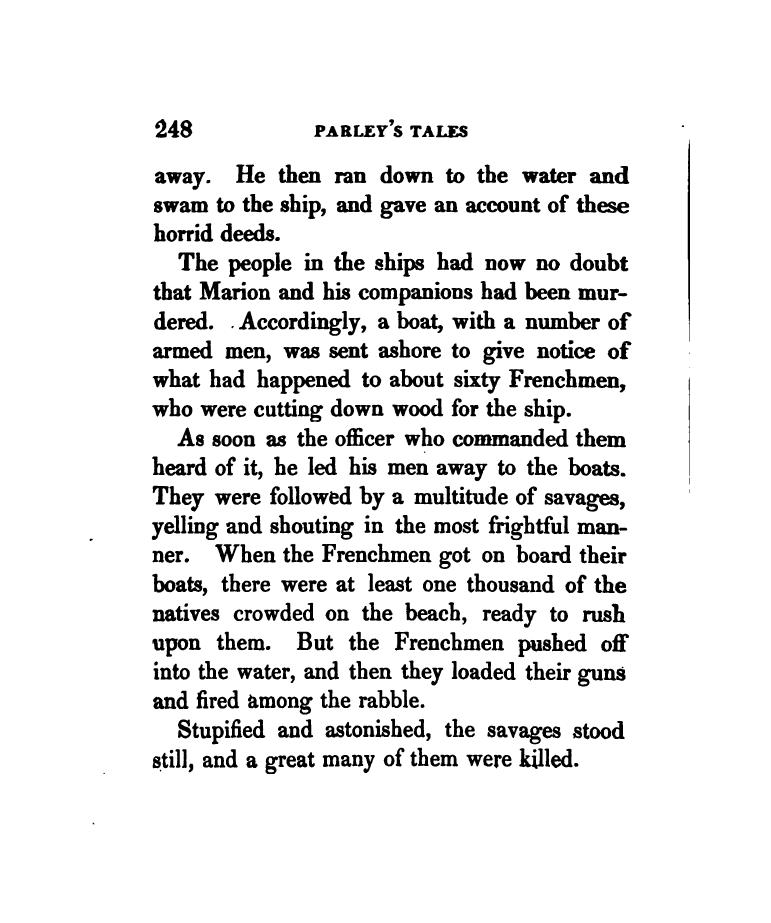 248 PARLEY'S TALES
away. He then ran down to the water and
swam to the ship, and gave an account of these
horrid deeds.
The people in the ships had now no doubt
that Marion and his companions had been mur-
dered. Accordingly, a boat, with a number of
armed men, was sent ashore to give notice of
what had happened to about sixty Frenchmen,
who were cutting down wood for the ship.
As soon as the officer who commanded them
heard of it, he led his men away to the boats.
They were followed by a multitude of savages,
yelling and shouting in the most frightful man-
ner. When the Frenchmen got on board their
boats, there were at least one thousand of the
natives crowded on the beach, ready to rush
upon them. But the Frenchmen pushed off
into the water, and then they loaded their guns
and fired among the rabble.
Stupified and astonished, the savages stood
still, and a great many of them were killed.